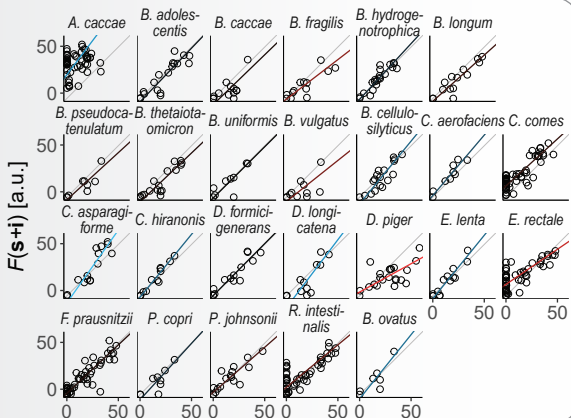 A. caccae
B. adoles-
centis
B. caccae
B. fragilis
B. hydroge-
notrophica
B. longum
50
0
B. pseudoca-
tenulatum
B. thetaiota-
omicron
B. uniformis
B. vulgatus
B. cellulo-
silyticus
C. aerofaciens
C. comes
50
0
C. asparagi-
forme
C. hiranonis
D. formici-
generans
D. longi-
catena
D. piger
E. lenta
E. rectale
50
0
0 50
0 50
F. prausnitzii
P. copri
P. johnsonii
R. intesti-
nalis
B. ovatus
50
0
0 50
0 50
0 50
0 50
0 50
F(s+i) [a.u.]